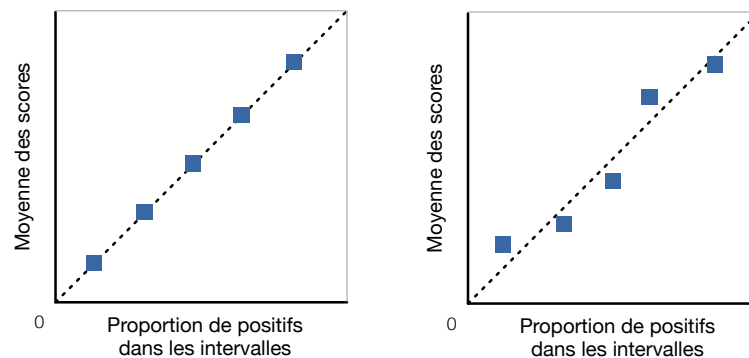 Moyenne des scores
0
Proportion de positifs
dans les intervalles
Moyenne des scores
0
Proportion de positifs
dans les intervalles